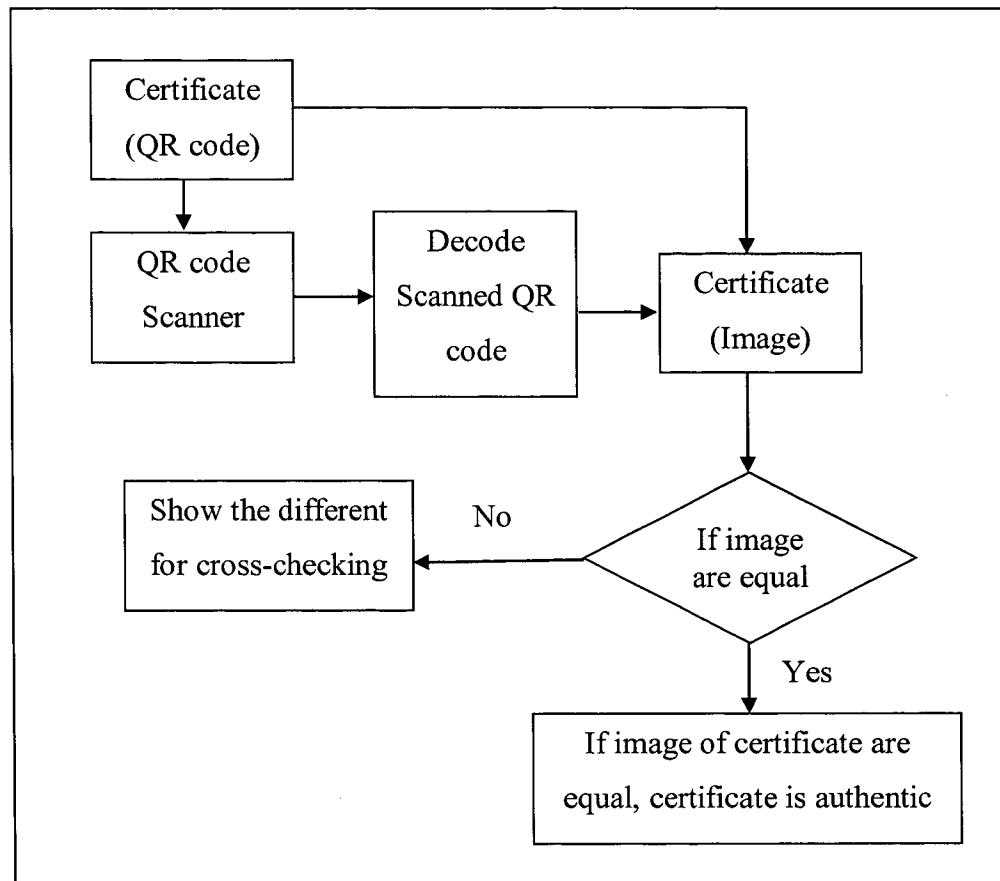 Certificate
(QR code)
QR code
Scanner
Decode
Scanned QR
code
Certificate
(Image)
Show the different
for cross-checking
No
If image
are equal
Yes
If image of certificate are
equal, certificate is authentic